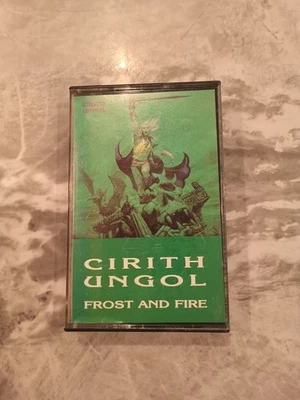 CIRITH
UNGOL
FROST AND FIRE